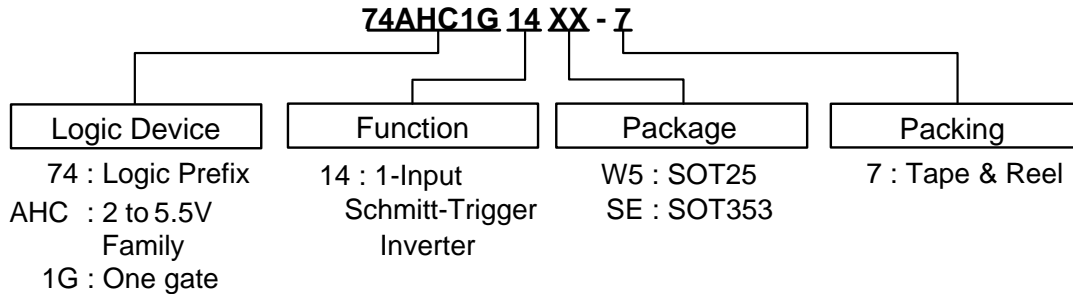 74AHC1G 14 XX - 7
Logic Device
74 : Logic Prefix
AHC : 2 to 5.5V
Family
1G : One gate
Function
14 : 1-Input
Schmitt-Trigger
Inverter
Package
W5 : SOT25
SE : SOT353
Packing
7 : Tape & Reel